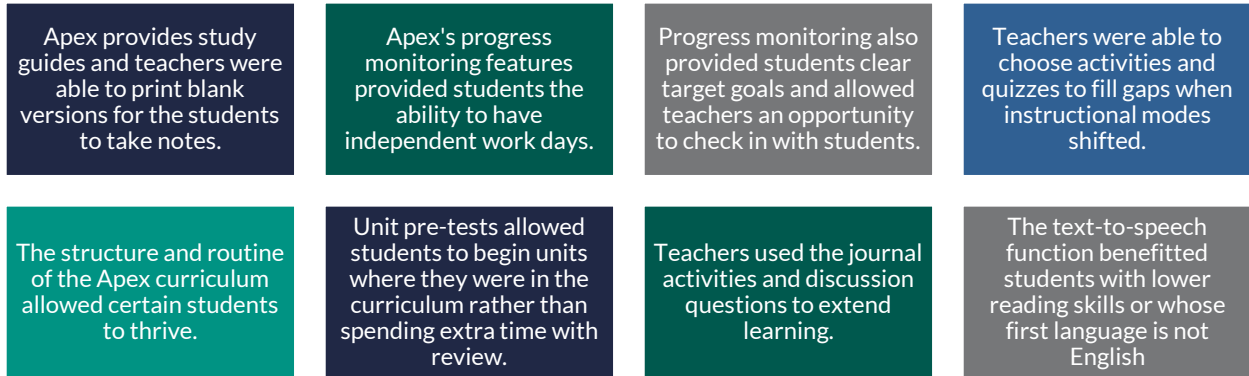 Apex provides study
guides and teachers were
able to print blank
versions for the students
to take notes.
Apex's progress
monitoring features
provided students the
ability to have
independent work days.
Progress monitoring also
provided students clear
target goals and allowed
teachers an opportunity
to check in with students.
Teachers were able to
choose activities and
quizzes to fill gaps when
instructional modes
shifted.
The structure and routine
of the Apex curriculum
allowed certain students
to thrive.
Unit pre-tests allowed
students to begin units
where they were in the
curriculum rather than
spending extra time with
review.
Teachers used the journal
activities and discussion
questions to extend
learning.
The text-to-speech
function benefitted
students with lower
reading skills or whose
first language is not
English